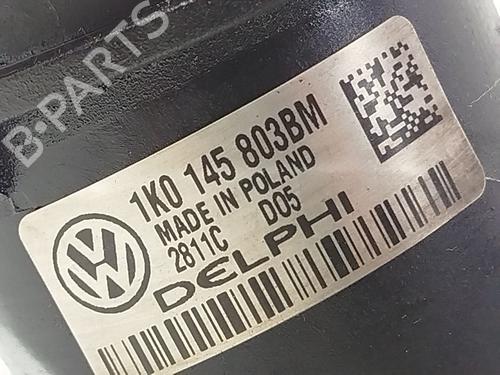 B-PARTS
1K0 145 803BM
MADE IN POLAND
2811C D05
DELPHI